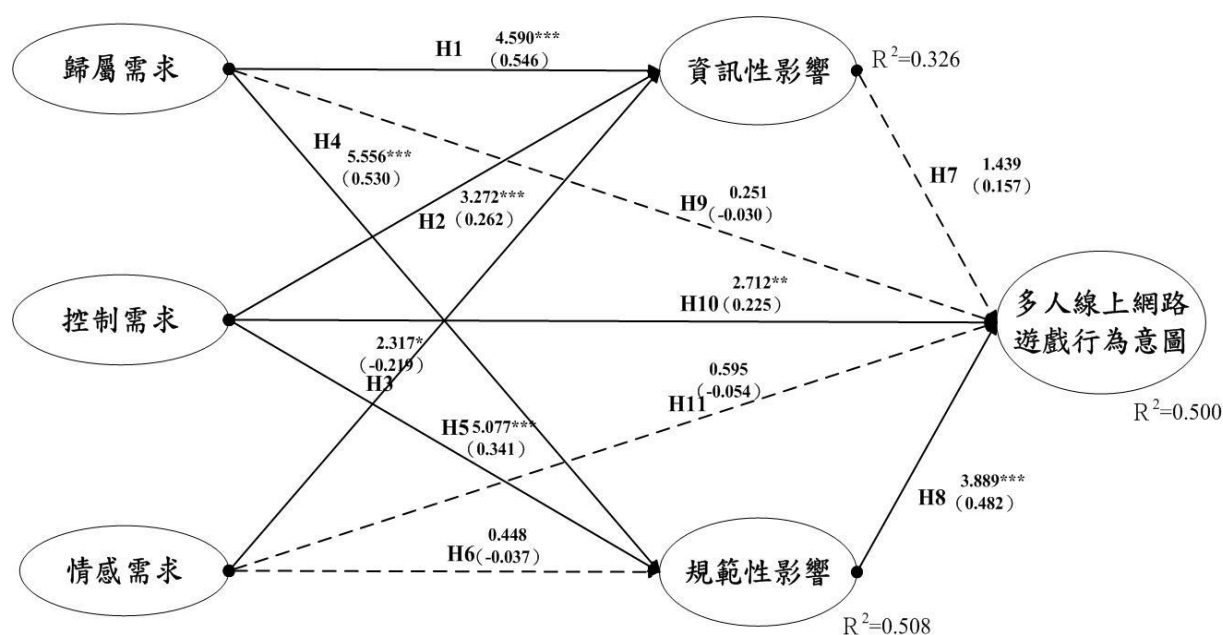 歸屬需求
H1
4.590***
(0.546)
資訊性影響
R²=0.326
H4
5.556***
(0.530)
H2
3.272***
(0.262)
H9
0.251
(-0.030)
H7
1.439
(0.157)
控制需求
H10
2.712**
(0.225)
多人線上網路
遊戲行為意圖
R²=0.500
2.317*
(-0.219)
H3
H11
0.595
(-0.054)
H5
5.077***
(0.341)
H8
3.889***
(0.482)
情感需求
H6
0.448
(-0.037)
規範性影響
R²=0.508